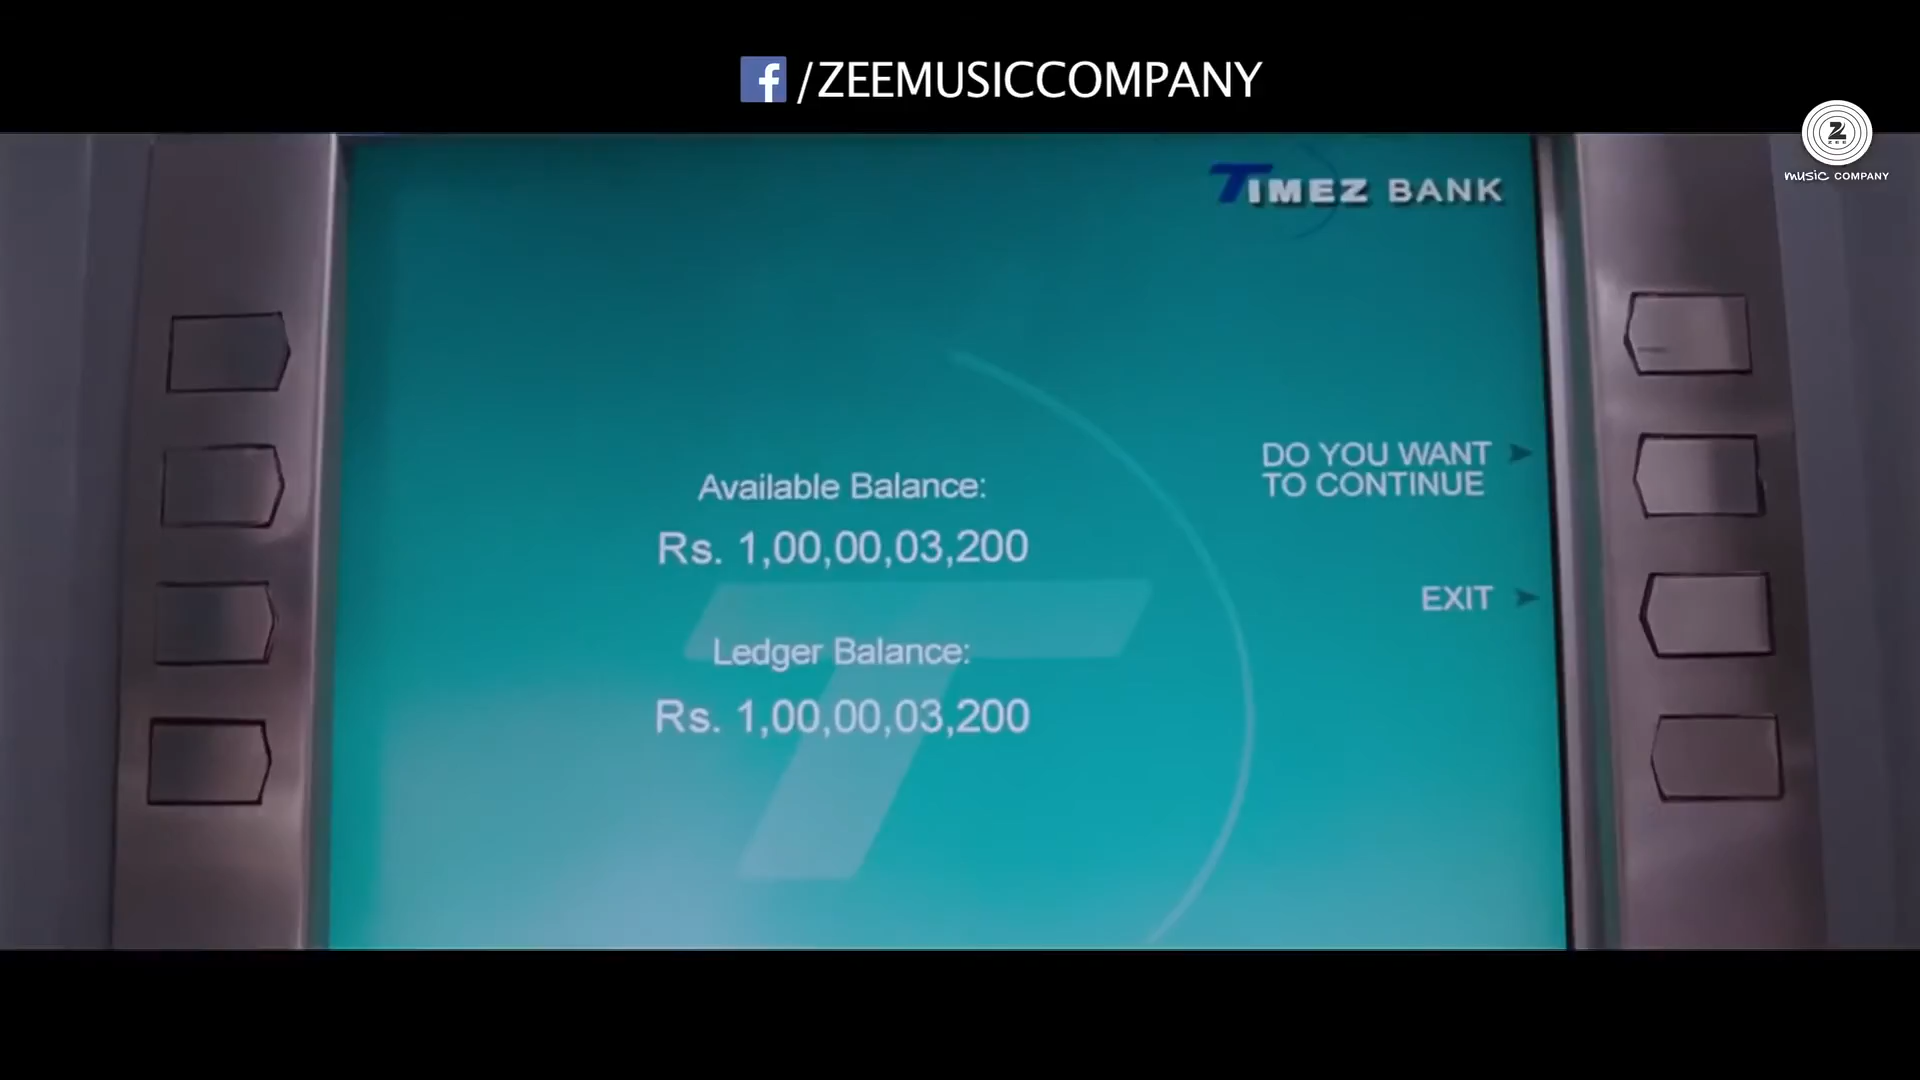 /ZEEMUSICCOMPANY
Z
ZEE
music COMPANY
TIMEZ BANK
Available Balance:
Rs. 1,00,00,03,200
Ledger Balance:
Rs. 1,00,00,03,200
DO YOU WANT
TO CONTINUE
EXIT